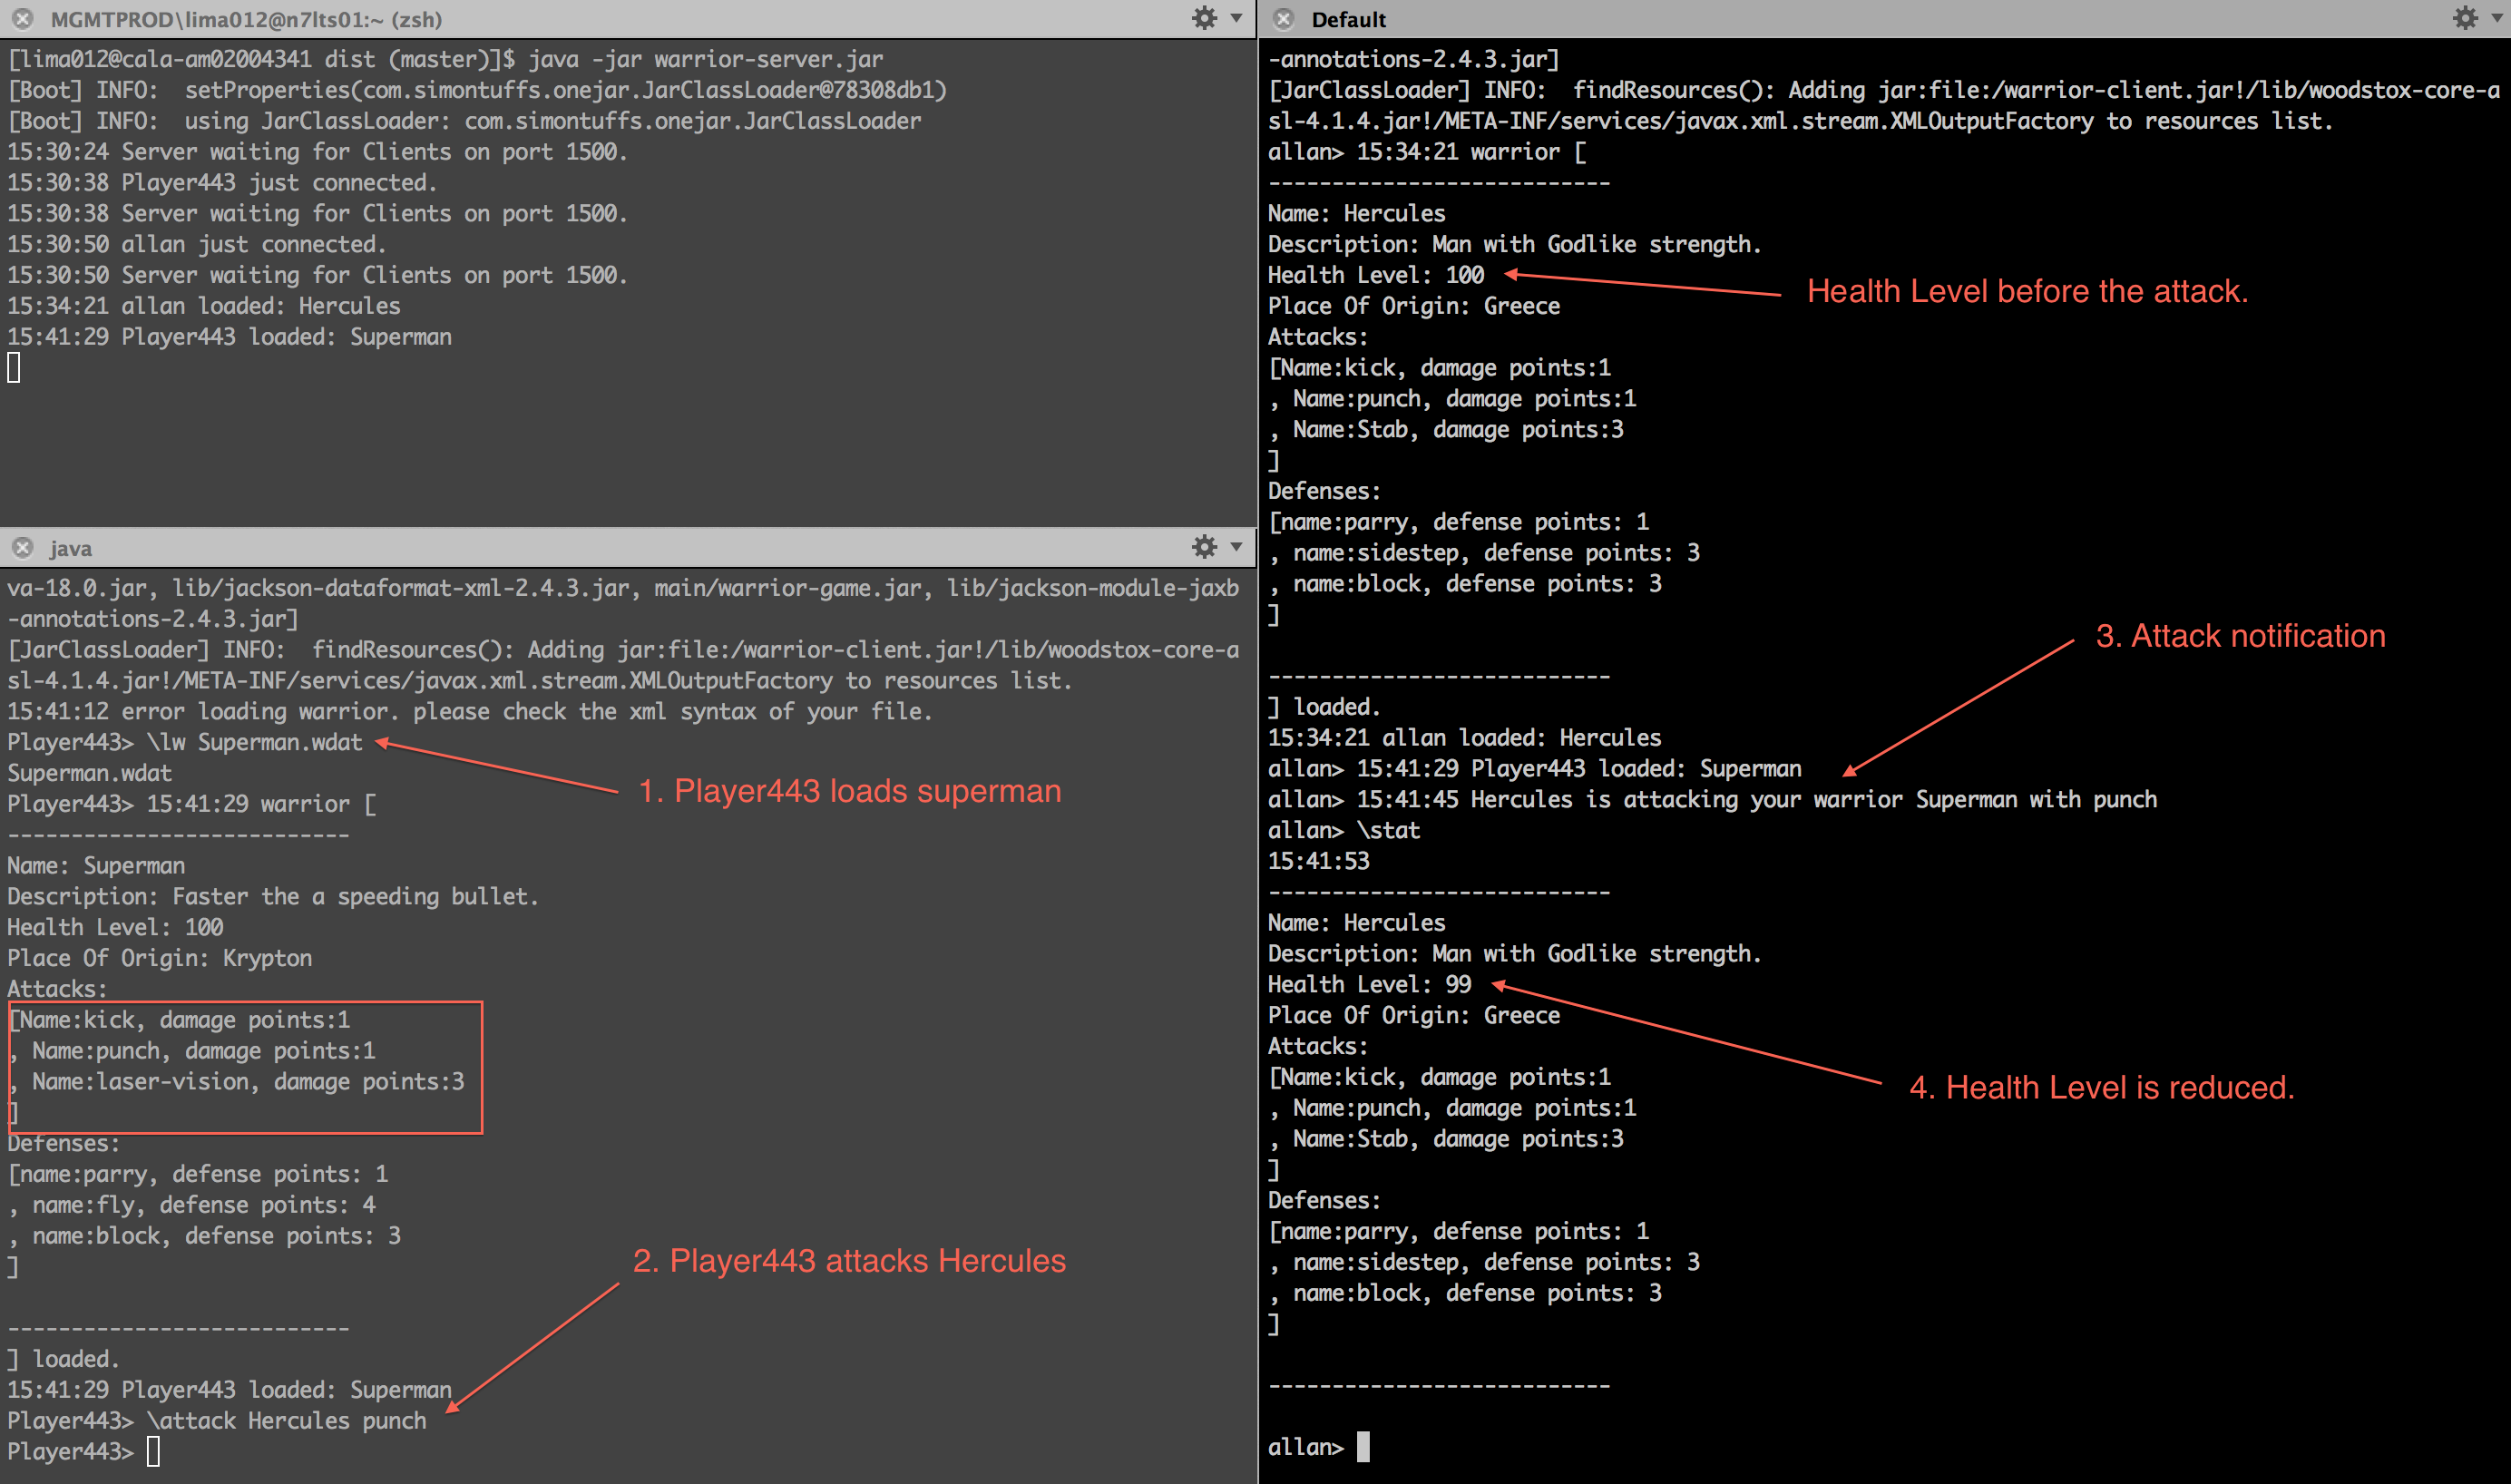 MGMTPROD\lima012@n7lts01:~ (zsh)
[lima012@cala-am02004341 dist (master)]$ java -jar warrior-server.jar
[Boot] INFO:  setProperties(com.simontuffs.onejar.JarClassLoader@78308db1)
[Boot] INFO:  using JarClassLoader: com.simontuffs.onejar.JarClassLoader
15:30:24 Server waiting for Clients on port 1500.
15:30:38 Player443 just connected.
15:30:38 Server waiting for Clients on port 1500.
15:30:50 allan just connected.
15:30:50 Server waiting for Clients on port 1500.
15:34:21 allan loaded: Hercules
15:41:29 Player443 loaded: Superman
java
va-18.0.jar, lib/jackson-dataformat-xml-2.4.3.jar, main/warrior-game.jar, lib/jackson-module-jaxb
-annotations-2.4.3.jar]
[JarClassLoader] INFO:  findResources(): Adding jar:file:/warrior-client.jar!/lib/woodstox-core-a
sl-4.1.4.jar!/META-INF/services/javax.xml.stream.XMLOutputFactory to resources list.
15:41:12 error loading warrior. please check the xml syntax of your file.
Player443> \lw Superman.wdat
Superman.wdat
1. Player443 loads superman
Player443> 15:41:29 warrior [
---------------------------
Name: Superman
Description: Faster the a speeding bullet.
Health Level: 100
Place Of Origin: Krypton
Attacks:
[Name:kick, damage points:1
, Name:punch, damage points:1
, Name:laser-vision, damage points:3
]
Defenses:
[name:parry, defense points: 1
, name:fly, defense points: 4
, name:block, defense points: 3
]
2. Player443 attacks Hercules
---------------------------
] loaded.
15:41:29 Player443 loaded: Superman
Player443> \attack Hercules punch
Player443>
Default
-annotations-2.4.3.jar]
[JarClassLoader] INFO:  findResources(): Adding jar:file:/warrior-client.jar!/lib/woodstox-core-a
sl-4.1.4.jar!/META-INF/services/javax.xml.stream.XMLOutputFactory to resources list.
allan> 15:34:21 warrior [
---------------------------
Name: Hercules
Description: Man with Godlike strength.
Health Level: 100
Health Level before the attack.
Place Of Origin: Greece
Attacks:
[Name:kick, damage points:1
, Name:punch, damage points:1
, Name:Stab, damage points:3
]
Defenses:
[name:parry, defense points: 1
, name:sidestep, defense points: 3
, name:block, defense points: 3
]
3. Attack notification
---------------------------
] loaded.
15:34:21 allan loaded: Hercules
allan> 15:41:29 Player443 loaded: Superman
allan> 15:41:45 Hercules is attacking your warrior Superman with punch
allan> \stat
15:41:53
---------------------------
Name: Hercules
Description: Man with Godlike strength.
Health Level: 99
Place Of Origin: Greece
Attacks:
[Name:kick, damage points:1
4. Health Level is reduced.
, Name:punch, damage points:1
, Name:Stab, damage points:3
]
Defenses:
[name:parry, defense points: 1
, name:sidestep, defense points: 3
, name:block, defense points: 3
]
---------------------------
allan>